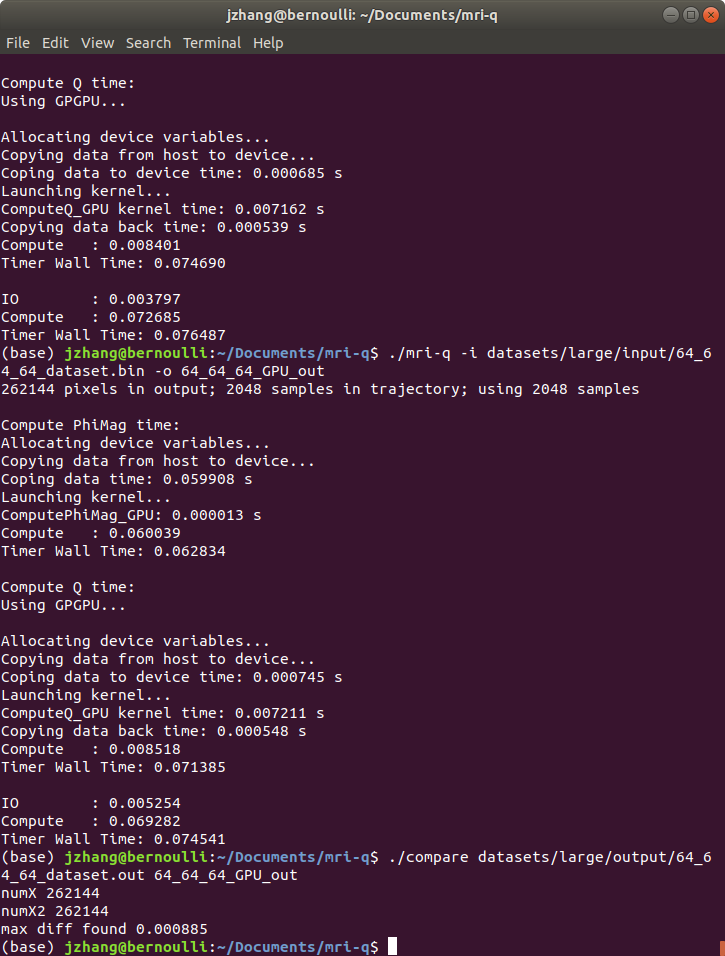 jzhang@bernoulli: ~/Documents/mri-q
File Edit View Search Terminal Help
Compute Q time:
Using GPGPU...
Allocating device variables...
Copying data from host to device...
Coping data to device time: 0.000685 s
Launching kernel...
ComputeQ_GPU kernel time: 0.007162 s
Copying data back time: 0.000539 s
Compute   : 0.008401
Timer Wall Time: 0.074690
IO        : 0.003797
Compute   : 0.072685
Timer Wall Time: 0.076487
(base) jzhang@bernoulli:~/Documents/mri-q$ ./mri-q -i datasets/large/input/64_6
4_64_dataset.bin -o 64_64_64_GPU_out
262144 pixels in output; 2048 samples in trajectory; using 2048 samples
Compute PhiMag time:
Allocating device variables...
Copying data from host to device...
Coping data time: 0.059908 s
Launching kernel...
ComputePhiMag_GPU: 0.000013 s
Compute   : 0.060039
Timer Wall Time: 0.062834
Compute Q time:
Using GPGPU...
Allocating device variables...
Copying data from host to device...
Coping data to device time: 0.000745 s
Launching kernel...
ComputeQ_GPU kernel time: 0.007211 s
Copying data back time: 0.000548 s
Compute   : 0.008518
Timer Wall Time: 0.071385
IO        : 0.005254
Compute   : 0.069282
Timer Wall Time: 0.074541
(base) jzhang@bernoulli:~/Documents/mri-q$ ./compare datasets/large/output/64_6
4_64_dataset.out 64_64_64_GPU_out
numX 262144
numX2 262144
max diff found 0.000885
(base) jzhang@bernoulli:~/Documents/mri-q$